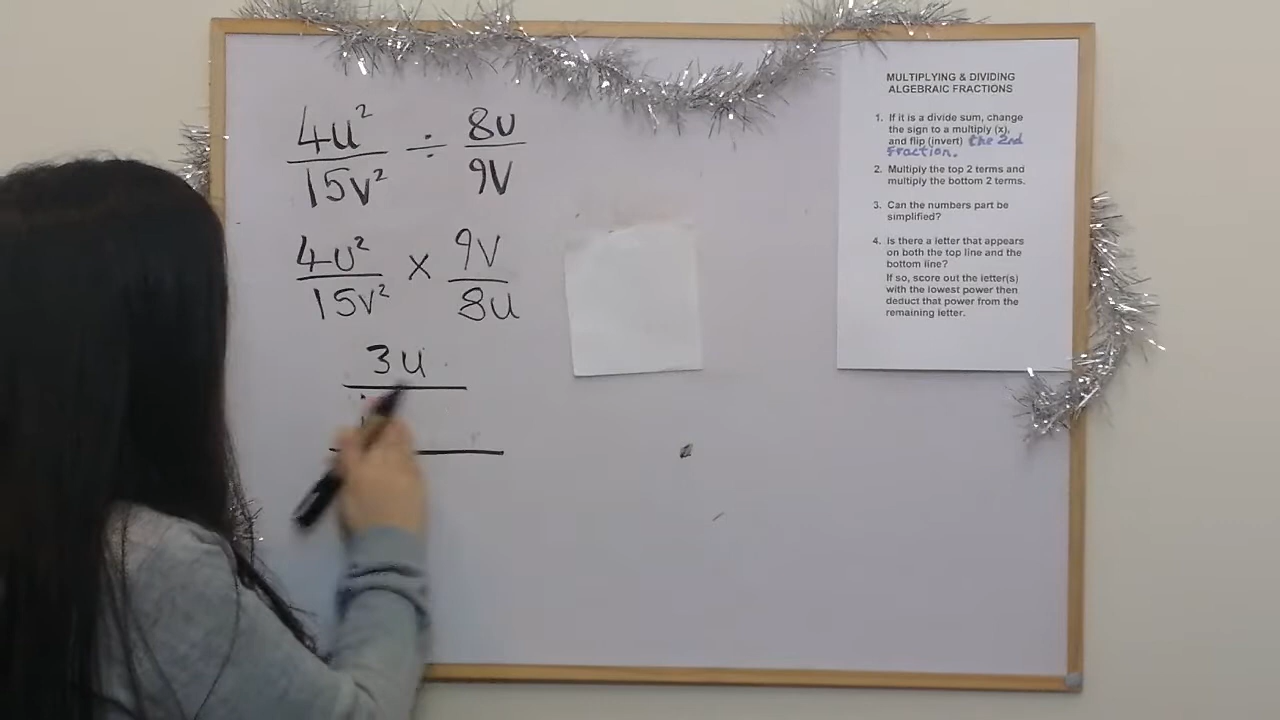 4u² ÷ 8u
15v² 9v
4u² × 9v
15v² 8u
3u
MULTIPLYING & DIVIDING
ALGEBRAIC FRACTIONS
1. If it is a divide sum, change
the sign to a multiply (x),
and flip (invert) the 2nd
fraction.
2. Multiply the top 2 terms and
multiply the bottom 2 terms.
3. Can the numbers part be
simplified?
4. Is there a letter that appears
on both the top line and the
bottom line?
If so, score out the letter(s)
with the lowest power then
deduct that power from the
remaining letter.